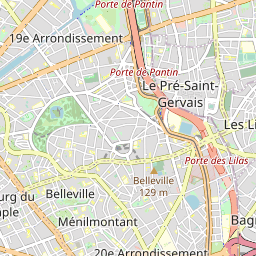 Porte de Pantin
19e Arrondissement
Porte de Pantin
Le Pré-Saint-
Gervais
Les Li
Porte des Lilas
Belleville
129 m
Belleville
urg du
ple
Ménilmontant
Bag
20e Arrondissement